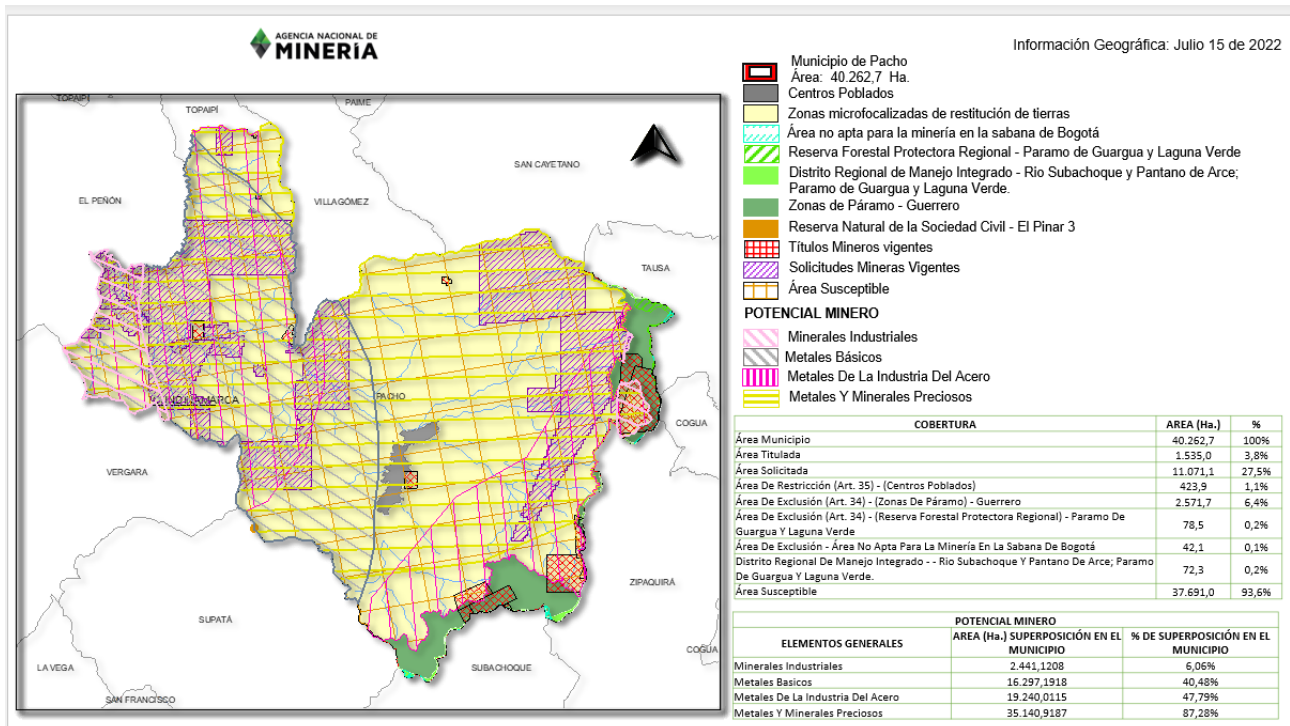 AGENCIA NACIONAL DE
MINERÍA
Información Geográfica: Julio 15 de 2022
TOPAIPÍ
TOPAIPÍ
PAIME
SAN CAYETANO
EL PEÑÓN
VILLAGÓMEZ
TAUSA
PACHO
COGUA
VERGARA
ZIPAQUIRÁ
SUPATÁ
LA VEGA
SUBACHOQUE
COGUA
SAN FRANCISCO
Municipio de Pacho
Área: 40.262,7 Ha.
Centros Poblados
Zonas microfocalizadas de restitución de tierras
Área no apta para la minería en la sabana de Bogotá
Reserva Forestal Protectora Regional - Paramo de Guargua y Laguna Verde
Distrito Regional de Manejo Integrado - Rio Subachoque y Pantano de Arce;
Paramo de Guargua y Laguna Verde.
Zonas de Páramo - Guerrero
Reserva Natural de la Sociedad Civil - El Pinar 3
Títulos Mineros vigentes
Solicitudes Mineras Vigentes
Área Susceptible
POTENCIAL MINERO
Minerales Industriales
Metales Básicos
Metales De La Industria Del Acero
Metales Y Minerales Preciosos
COBERTURA AREA (Ha.) %
Área Municipio 40.262,7 100%
Área Titulada 1.535,0 3,8%
Área Solicitada 11.071,1 27,5%
Área De Restricción (Art. 35) - (Centros Poblados) 423,9 1,1%
Área De Exclusión (Art. 34) - (Zonas De Páramo) - Guerrero 2.571,7 6,4%
Área De Exclusión (Art. 34) - (Reserva Forestal Protectora Regional) - Paramo De
Guargua Y Laguna Verde 78,5 0,2%
Área De Exclusión - Área No Apta Para La Minería En La Sabana De Bogotá 42,1 0,1%
Distrito Regional De Manejo Integrado - - Rio Subachoque Y Pantano De Arce; Paramo
De Guargua Y Laguna Verde. 72,3 0,2%
Área Susceptible 37.691,0 93,6%
POTENCIAL MINERO
ELEMENTOS GENERALES AREA (Ha.) SUPERPOSICIÓN EN EL MUNICIPIO % DE SUPERPOSICIÓN EN EL MUNICIPIO
Minerales Industriales 2.441,1208 6,06%
Metales Basicos 16.297,1918 40,48%
Metales De La Industria Del Acero 19.240,0115 47,79%
Metales Y Minerales Preciosos 35.140,9187 87,28%